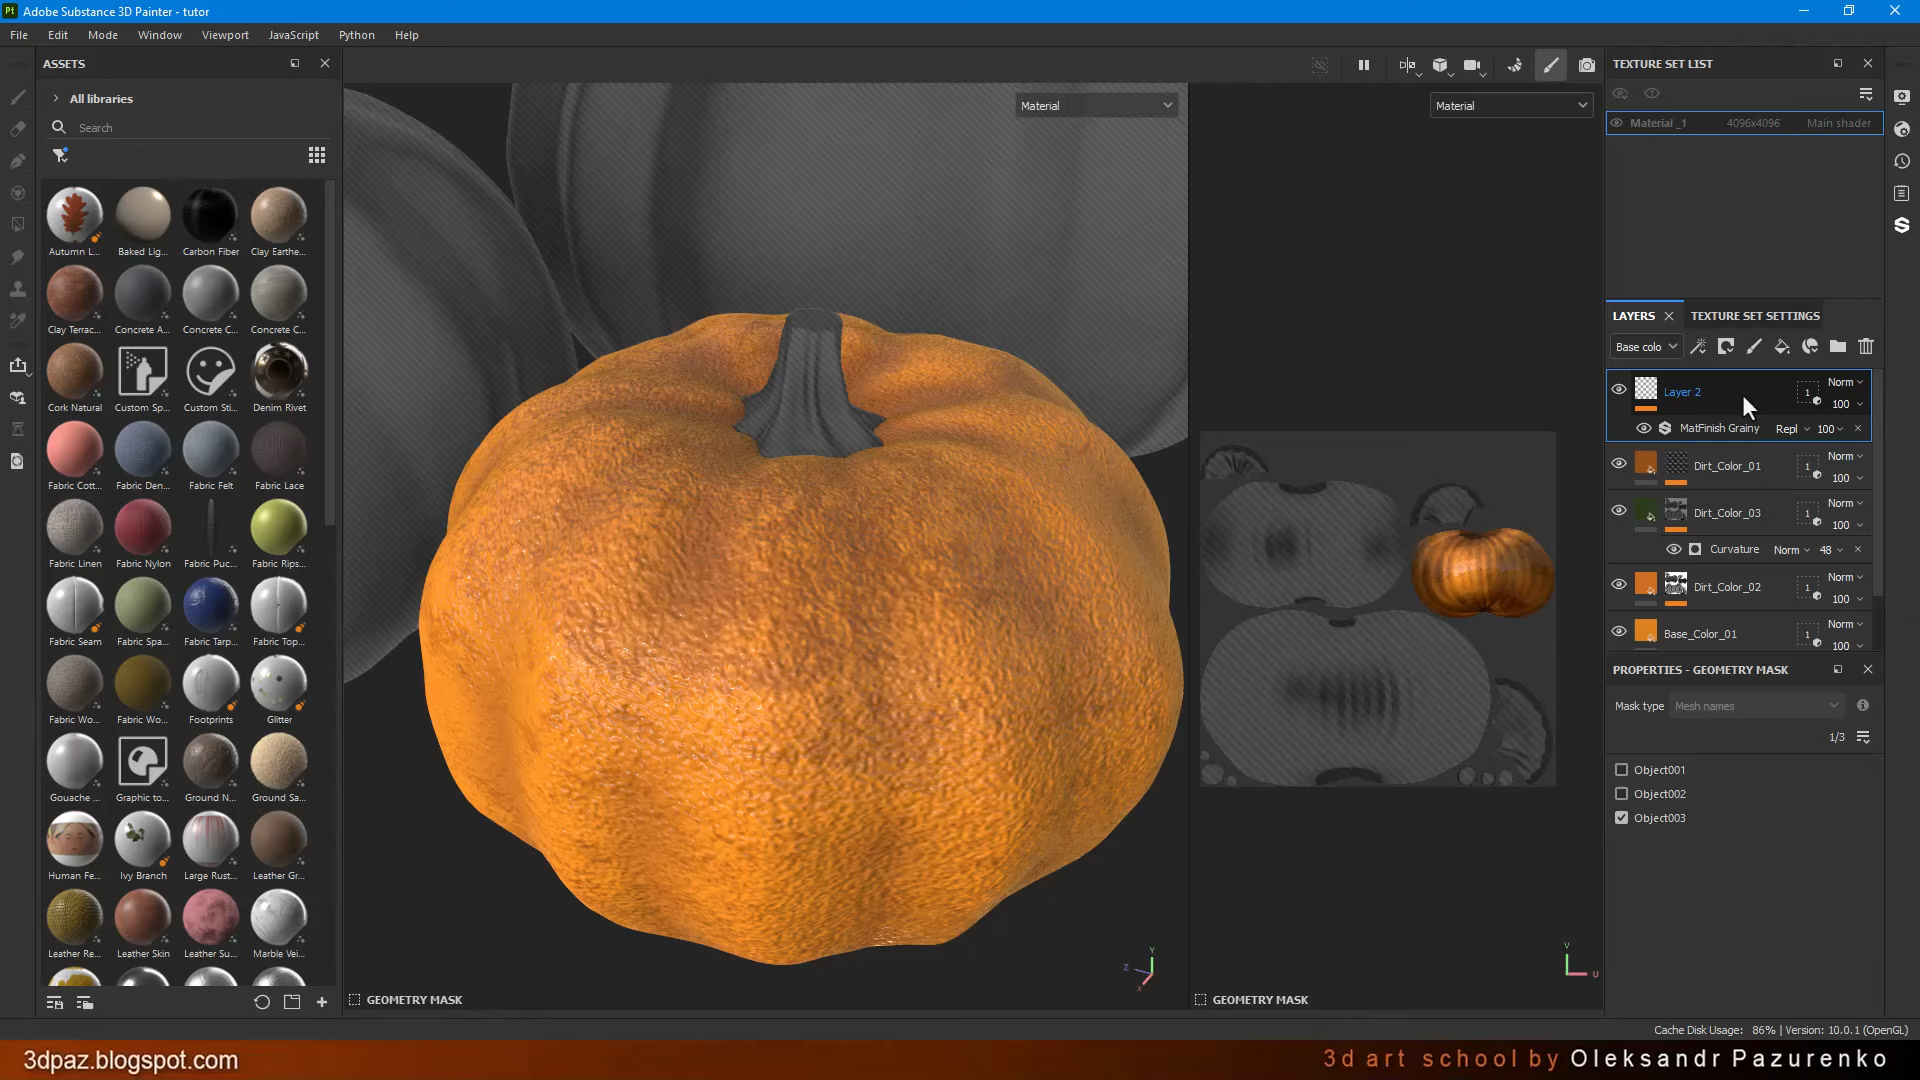 Pt Adobe Substance 3D Painter - tutor
File Edit Mode Window Viewport JavaScript Python Help
ASSETS
All libraries
Search
Autumn L... Baked Lig... Carbon Fiber Clay Earthe...
Clay Terrac... Concrete A... Concrete C... Concrete C...
Cork Natural Custom Sp... Custom Sti... Denim Rivet
Fabric Cott... Fabric Den... Fabric Felt Fabric Lace
Fabric Linen Fabric Nylon Fabric Puc... Fabric Rips...
Fabric Seam Fabric Spa... Fabric Tarp... Fabric Top...
Fabric Wo... Fabric Wo... Footprints Glitter
Gouache ... Graphic to... Ground N... Ground Sa...
Human Fe... Ivy Branch Large Rust... Leather Gr...
Leather Re... Leather Skin Leather Su... Marble Vei...
Material
Material
Y
Z
X
V
U
GEOMETRY MASK
GEOMETRY MASK
TEXTURE SET LIST
Material _1 4096x4096 Main shader
LAYERS TEXTURE SET SETTINGS
Base colo
Layer 2 1 Norm
100
MatFinish Grainy Repl 100
Dirt_Color_01 1 Norm
100
Dirt_Color_03 1 Norm
100
Curvature Norm 48
Dirt_Color_02 1 Norm
100
Base_Color_01 1 Norm
100
PROPERTIES - GEOMETRY MASK
Mask type Mesh names
1/3
Object001
Object002
Object003
Cache Disk Usage: 86% | Version: 10.0.1 (OpenGL)
3dpaz.blogspot.com
3d art school by Oleksandr Pazurenko